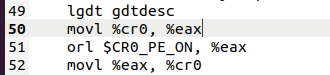 49 lgdt gdtdesc
50 movl %cr0, %eax
51 orl $CR0_PE_ON, %eax
52 movl %eax, %cr0